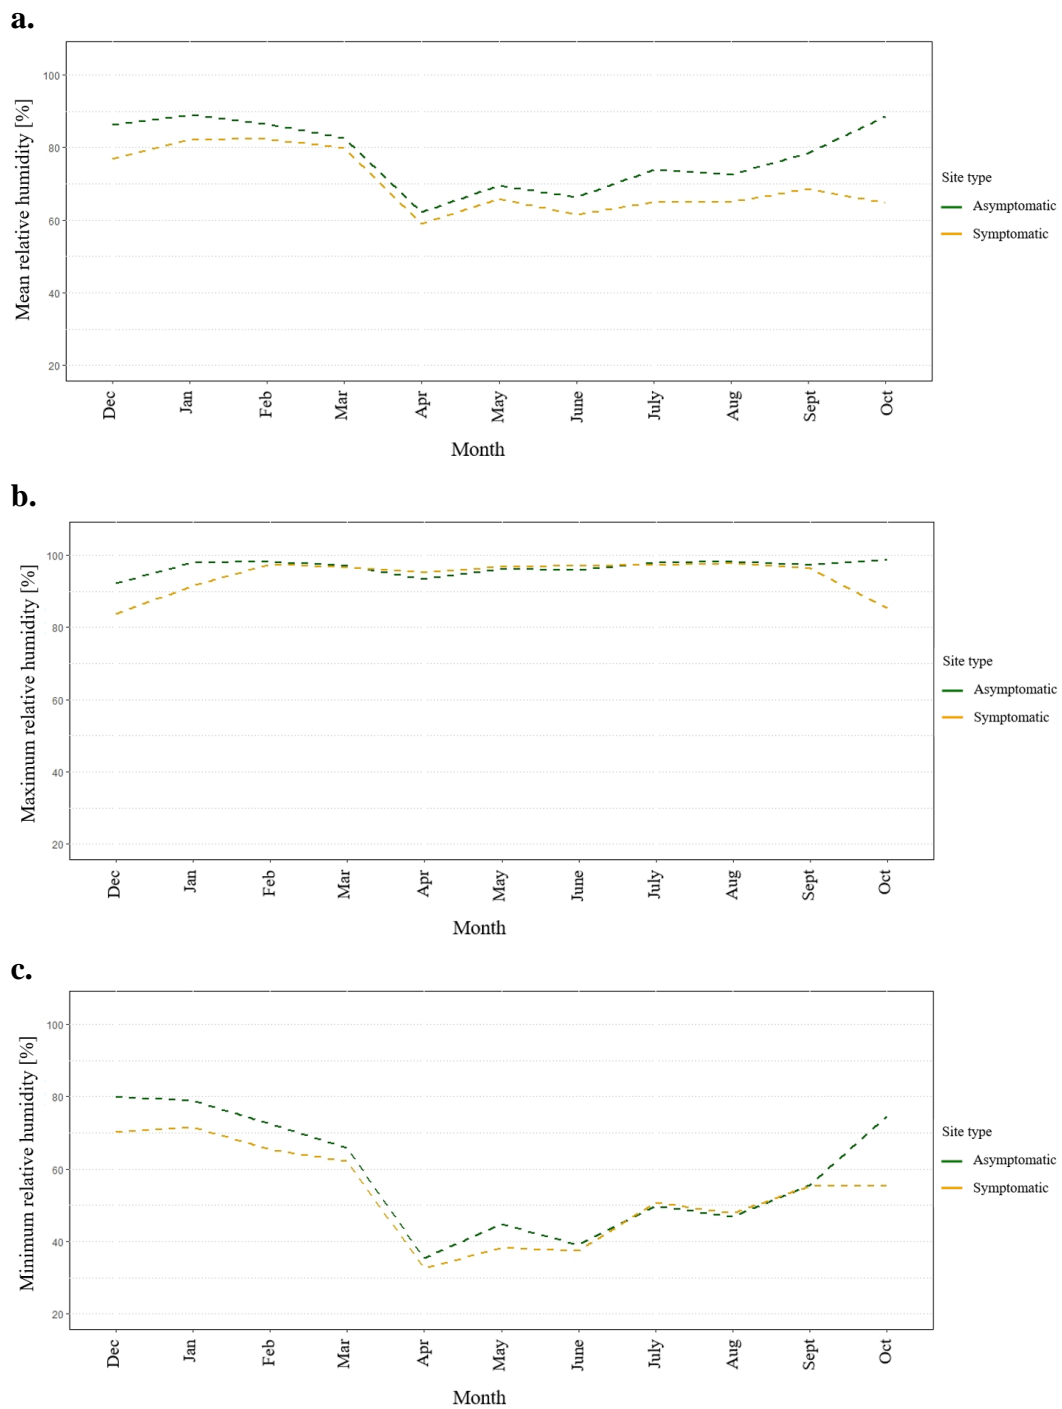 a.
Mean relative humidity [%]
100
80
60
40
20
Dec Jan Feb Mar Apr May June July Aug Sept Oct
Month
Site type
Asymptomatic
Symptomatic
b.
Maximum relative humidity [%]
100
80
60
40
20
Dec Jan Feb Mar Apr May June July Aug Sept Oct
Month
Site type
Asymptomatic
Symptomatic
c.
Minimum relative humidity [%]
100
80
60
40
20
Dec Jan Feb Mar Apr May June July Aug Sept Oct
Month
Site type
Asymptomatic
Symptomatic